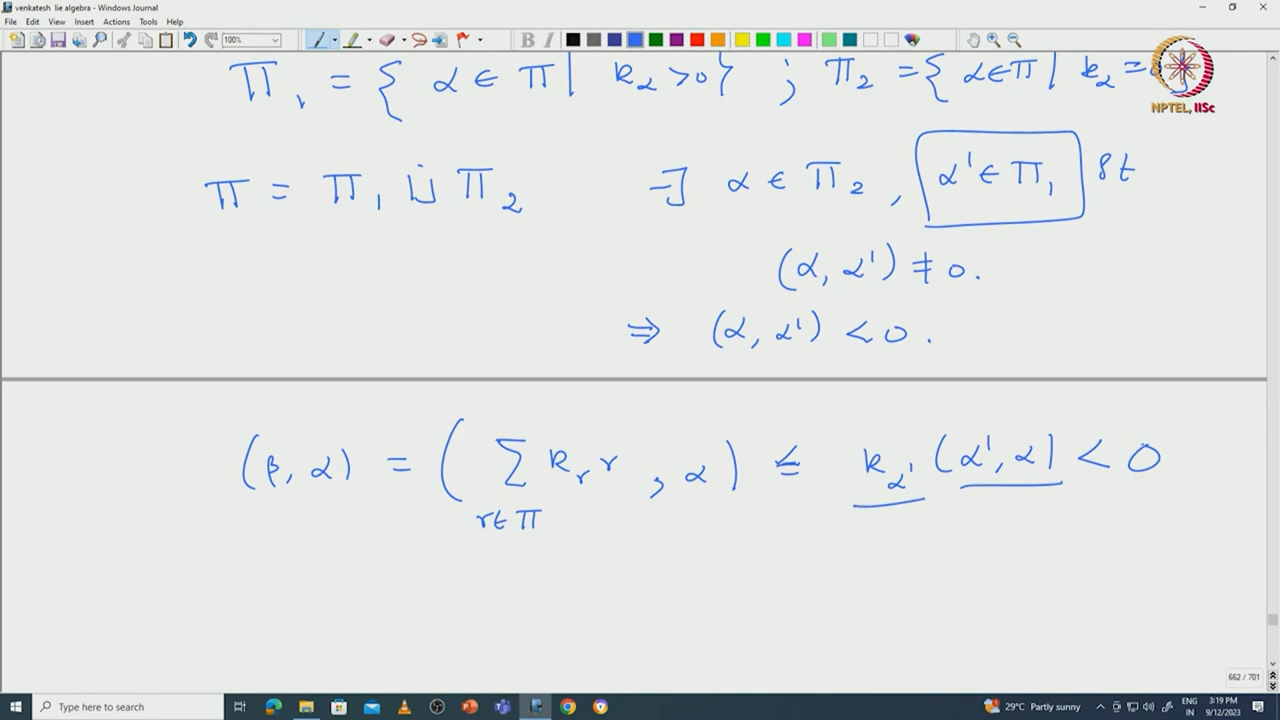 venkatesh lie algebra - Windows Journal
File Edit View Insert Actions Tools Help
100%
B I
Π₁ = { α ∈ Π | k_α > 0 } ; Π₂ = { α ∈ Π | k_α =
NPTEL, IISc
Π = Π₁ ⊔ Π₂ ∃ α ∈ Π₂ , α' ∈ Π₁ st
(α, α') ≠ 0.
⇒ (α, α') < 0.
(β, α) = ( Σ k_r r , α ) ≤ k_α' (α', α) < 0
r ∈ Π
662 / 701
Type here to search
29°C Partly sunny
ENG
IN
3:19 PM
9/12/2023